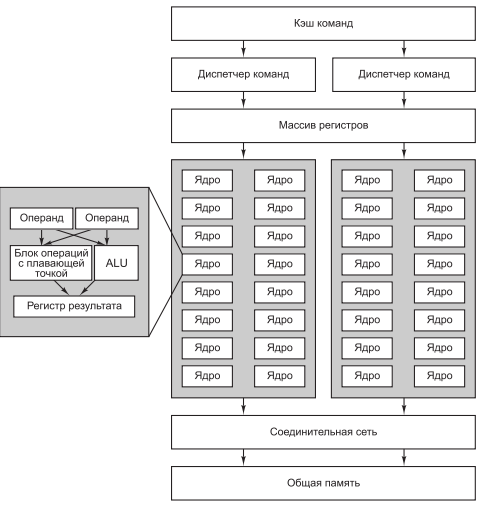 Кэш команд
Диспетчер команд Диспетчер команд
Массив регистров
Ядро Ядро Ядро Ядро
Ядро Ядро Ядро Ядро
Ядро Ядро Ядро Ядро
Ядро Ядро Ядро Ядро
Ядро Ядро Ядро Ядро
Ядро Ядро Ядро Ядро
Ядро Ядро Ядро Ядро
Ядро Ядро Ядро Ядро
Операнд Операнд
Блок операций
с плавающей
точкой
ALU
Регистр результата
Соединительная сеть
Общая память